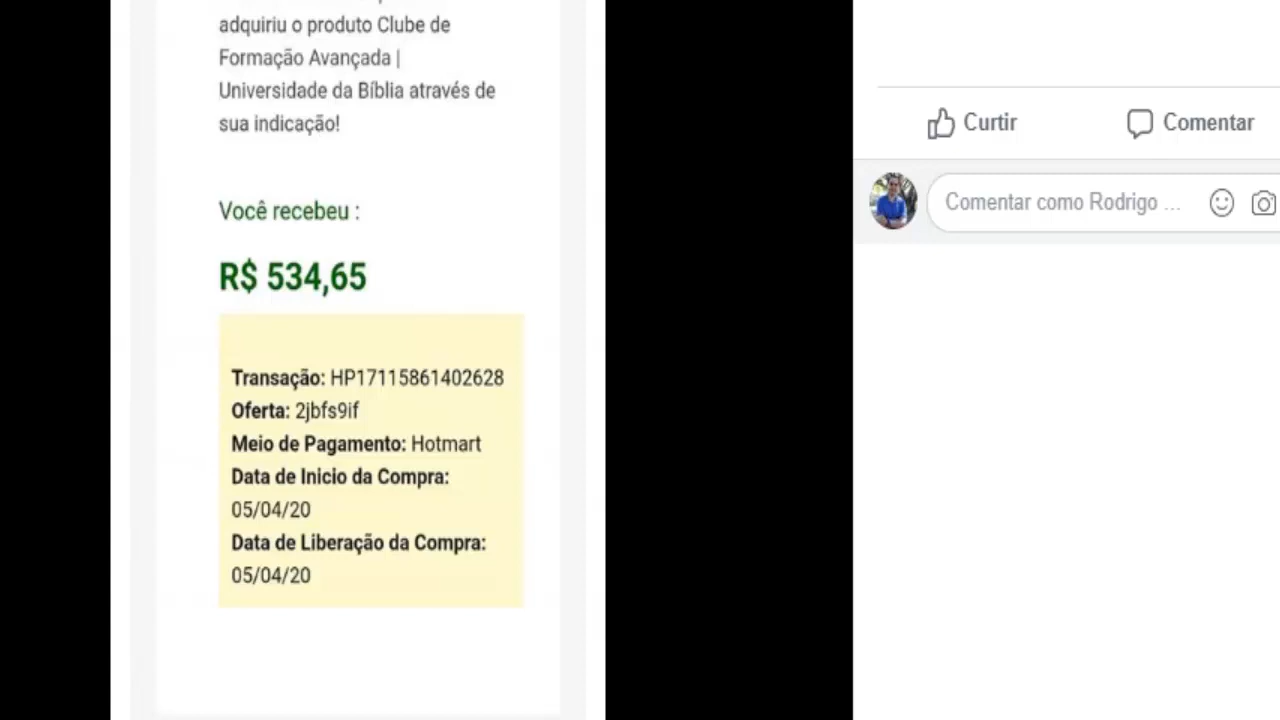 adquiriu o produto Clube de
Formação Avançada |
Universidade da Bíblia através de
sua indicação!
Você recebeu :
R$ 534,65
Transação: HP17115861402628
Oferta: 2jbfs9if
Meio de Pagamento: Hotmart
Data de Inicio da Compra:
05/04/20
Data de Liberação da Compra:
05/04/20
Curtir
Comentar
Comentar como Rodrigo ...